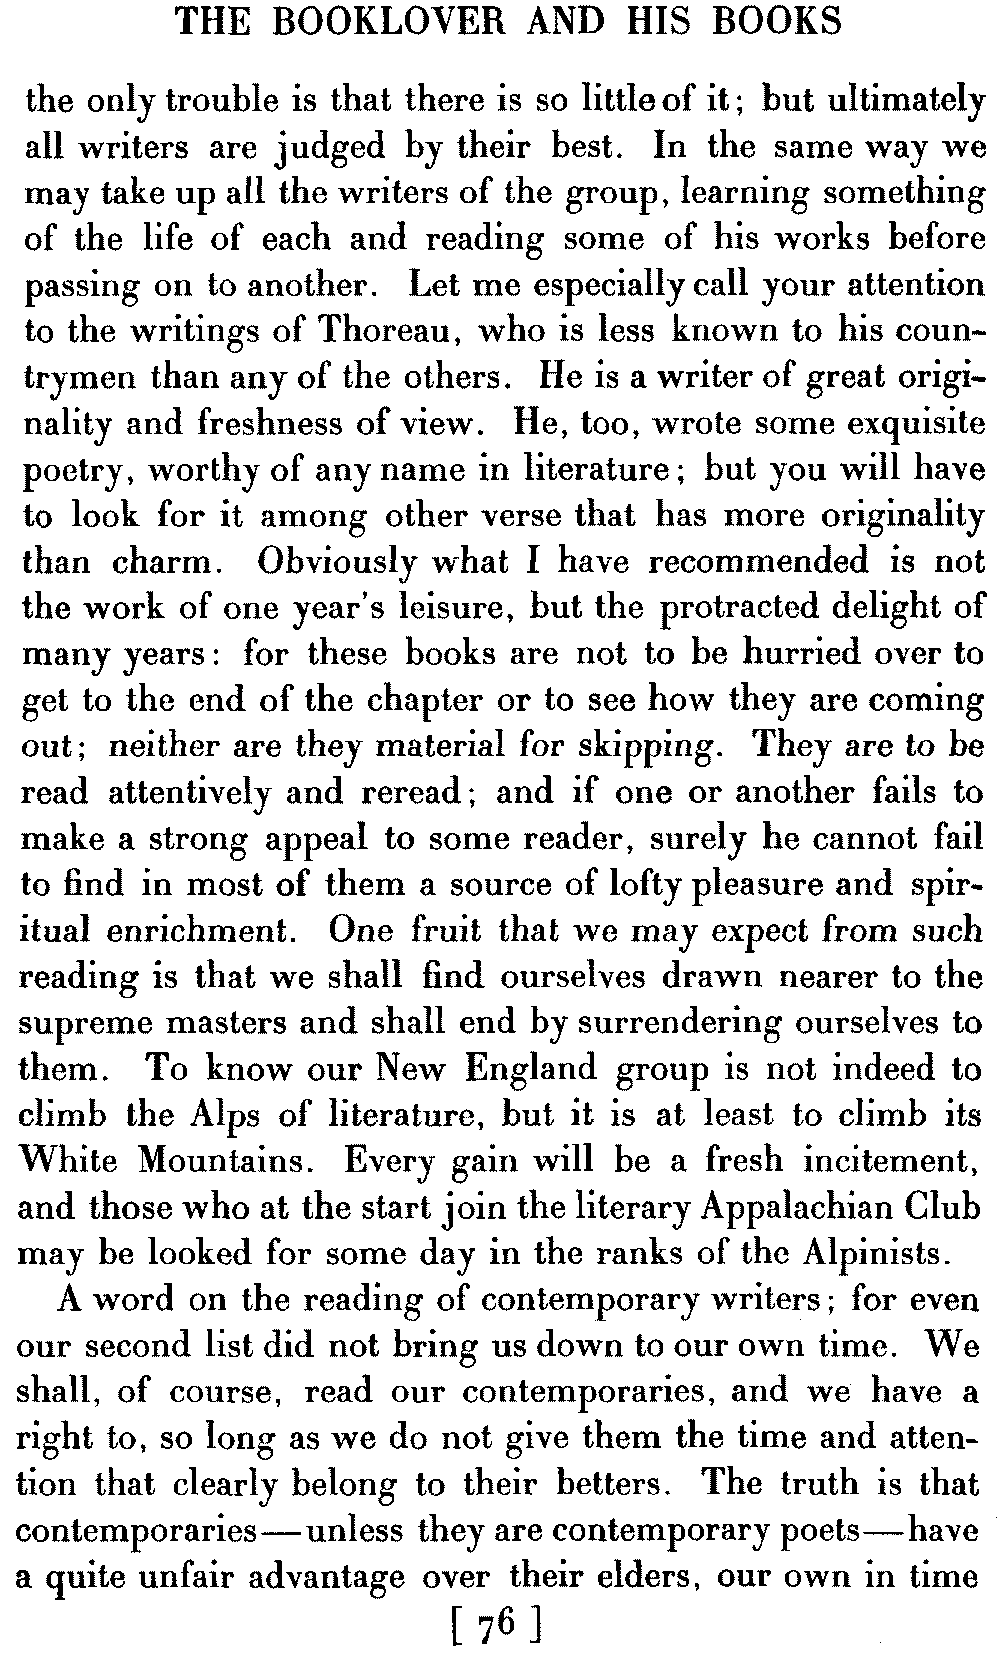 THE BOOKLOVER AND HIS BOOKS
the only trouble is that there is so little of it; but ultimately
all writers are judged by their best. In the same way we
may take up all the writers of the group, learning something
of the life of each and reading some of his works before
passing on to another. Let me especially call your attention
to the writings of Thoreau, who is less known to his coun-
trymen than any of the others. He is a writer of great origi-
nality and freshness of view. He, too, wrote some exquisite
poetry, worthy of any name in literature; but you will have
to look for it among other verse that has more originality
than charm. Obviously what I have recommended is not
the work of one year's leisure, but the protracted delight of
many years: for these books are not to be hurried over to
get to the end of the chapter or to see how they are coming
out; neither are they material for skipping. They are to be
read attentively and reread; and if one or another fails to
make a strong appeal to some reader, surely he cannot fail
to find in most of them a source of lofty pleasure and spir-
itual enrichment. One fruit that we may expect from such
reading is that we shall find ourselves drawn nearer to the
supreme masters and shall end by surrendering ourselves to
them. To know our New England group is not indeed to
climb the Alps of literature, but it is at least to climb its
White Mountains. Every gain will be a fresh incitement,
and those who at the start join the literary Appalachian Club
may be looked for some day in the ranks of the Alpinists.
A word on the reading of contemporary writers; for even
our second list did not bring us down to our own time. We
shall, of course, read our contemporaries, and we have a
right to, so long as we do not give them the time and atten-
tion that clearly belong to their betters. The truth is that
contemporaries—unless they are contemporary poets—have
a quite unfair advantage over their elders, our own in time
[ 76 ]